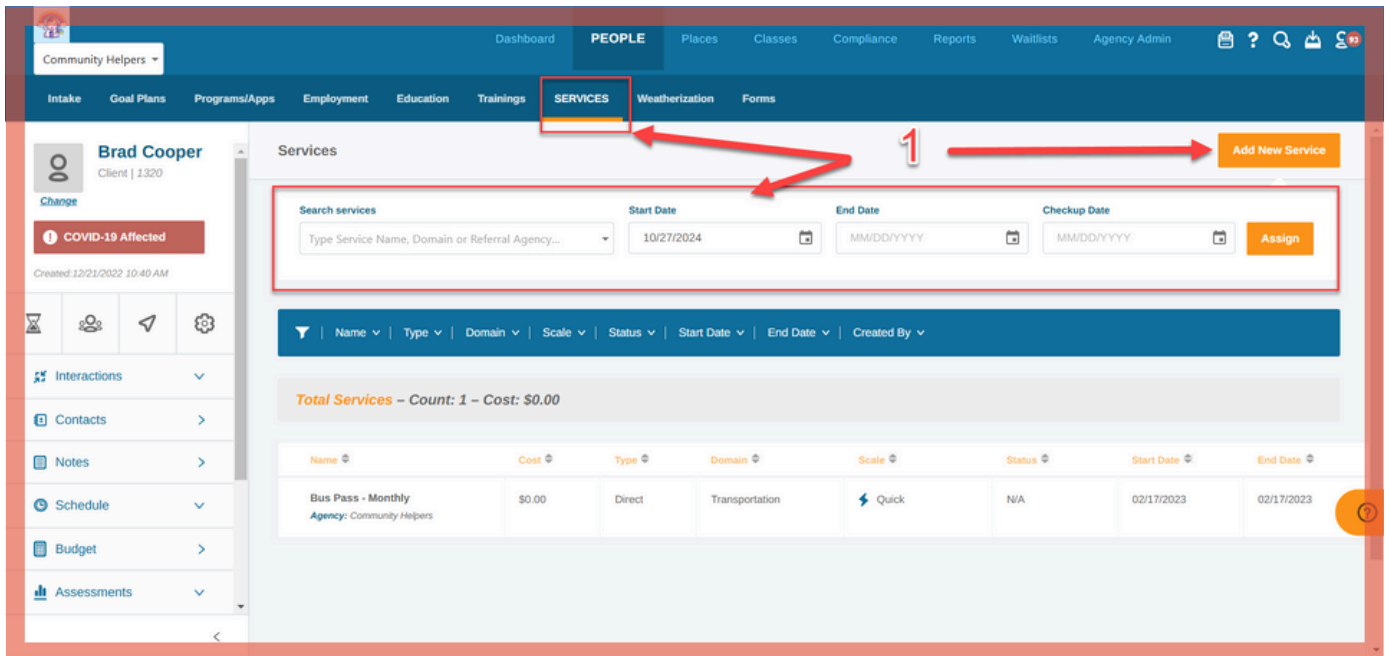 Community Helpers
Dashboard PEOPLE Places Classes Compliance Reports Waitlists Agency Admin ? 93
Intake Goal Plans Programs/Apps Employment Education Trainings SERVICES Weatherization Forms
Brad Cooper
Client | 1320
Change
COVID-19 Affected
Created:12/21/2022 10:40 AM
Interactions
Contacts
Notes
Schedule
Budget
Assessments
Services
1
Add New Service
Search services Start Date End Date Checkup Date
Type Service Name, Domain or Referral Agency... 10/27/2024 MM/DD/YYYY MM/DD/YYYY Assign
| Name | Type | Domain | Scale | Status | Start Date | End Date | Created By
Total Services – Count: 1 – Cost: $0.00
Name Cost Type Domain Scale Status Start Date End Date
Bus Pass - Monthly $0.00 Direct Transportation Quick N/A 02/17/2023 02/17/2023
Agency: Community Helpers
?